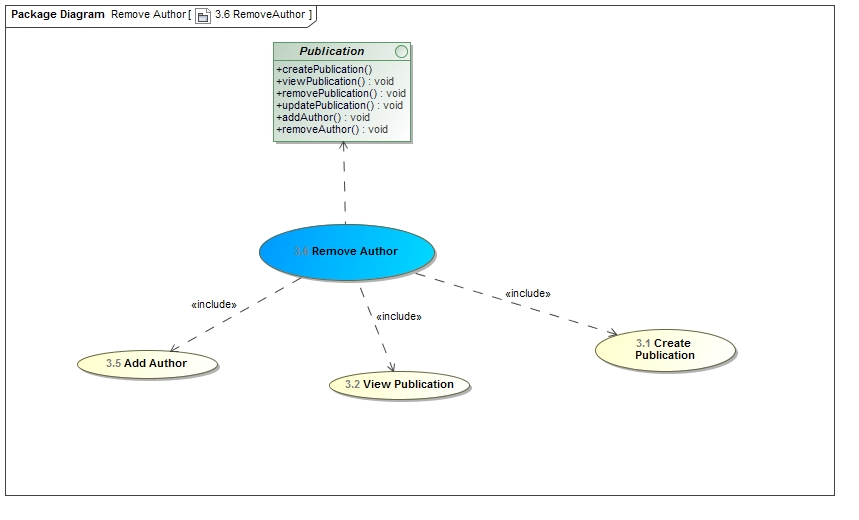 Package Diagram Remove Author [ 3.6 RemoveAuthor ]
Publication
+createPublication()
+viewPublication() : void
+removePublication() : void
+updatePublication() : void
+addAuthor() : void
+removeAuthor() : void
3.6 Remove Author
«include»
«include»
«include»
3.5 Add Author
3.2 View Publication
3.1 Create
Publication